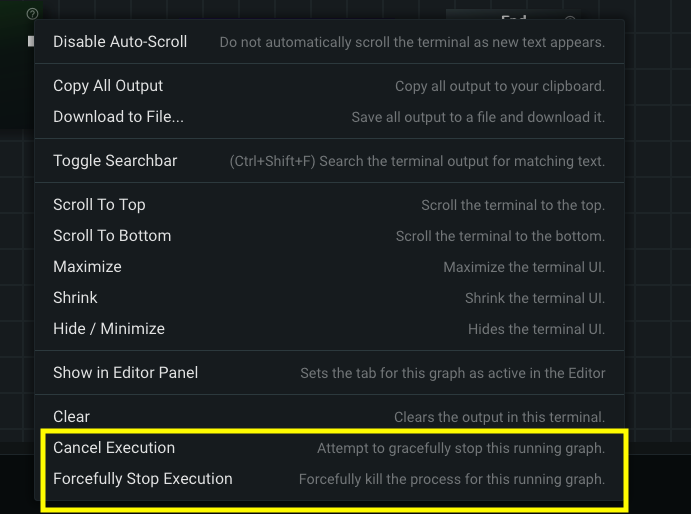 End
Disable Auto-Scroll Do not automatically scroll the terminal as new text appears.
Copy All Output Copy all output to your clipboard.
Download to File... Save all output to a file and download it.
Toggle Searchbar (Ctrl+Shift+F) Search the terminal output for matching text.
Scroll To Top Scroll the terminal to the top.
Scroll To Bottom Scroll the terminal to the bottom.
Maximize Maximize the terminal UI.
Shrink Shrink the terminal UI.
Hide / Minimize Hides the terminal UI.
Show in Editor Panel Sets the tab for this graph as active in the Editor
Clear Clears the output in this terminal.
Cancel Execution Attempt to gracefully stop this running graph.
Forcefully Stop Execution Forcefully kill the process for this running graph.